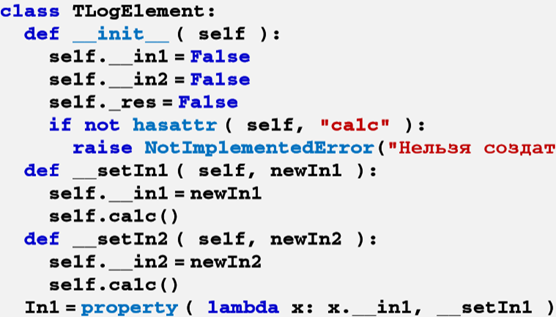 class TLogElement:
def __init__ ( self ):
self.__in1 = False
self.__in2 = False
self._res = False
if not hasattr ( self, "calc" ):
raise NotImplementedError("Нельзя создат
def __setIn1 ( self, newIn1 ):
self.__in1 = newIn1
self.calc()
def __setIn2 ( self, newIn2 ):
self.__in2 = newIn2
self.calc()
In1 = property ( lambda x: x.__in1, __setIn1 )